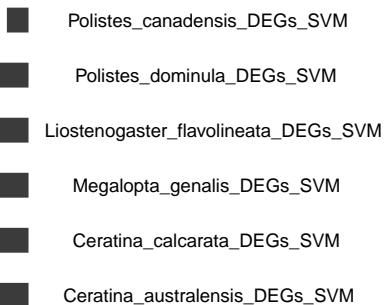 Polistes_canadensis_DEGs_SVM
Polistes_dominula_DEGs_SVM
Liostenogaster_flavolineata_DEGs_SVM
Megalopta_genalis_DEGs_SVM
Ceratina_calcarata_DEGs_SVM
Ceratina_australensis_DEGs_SVM